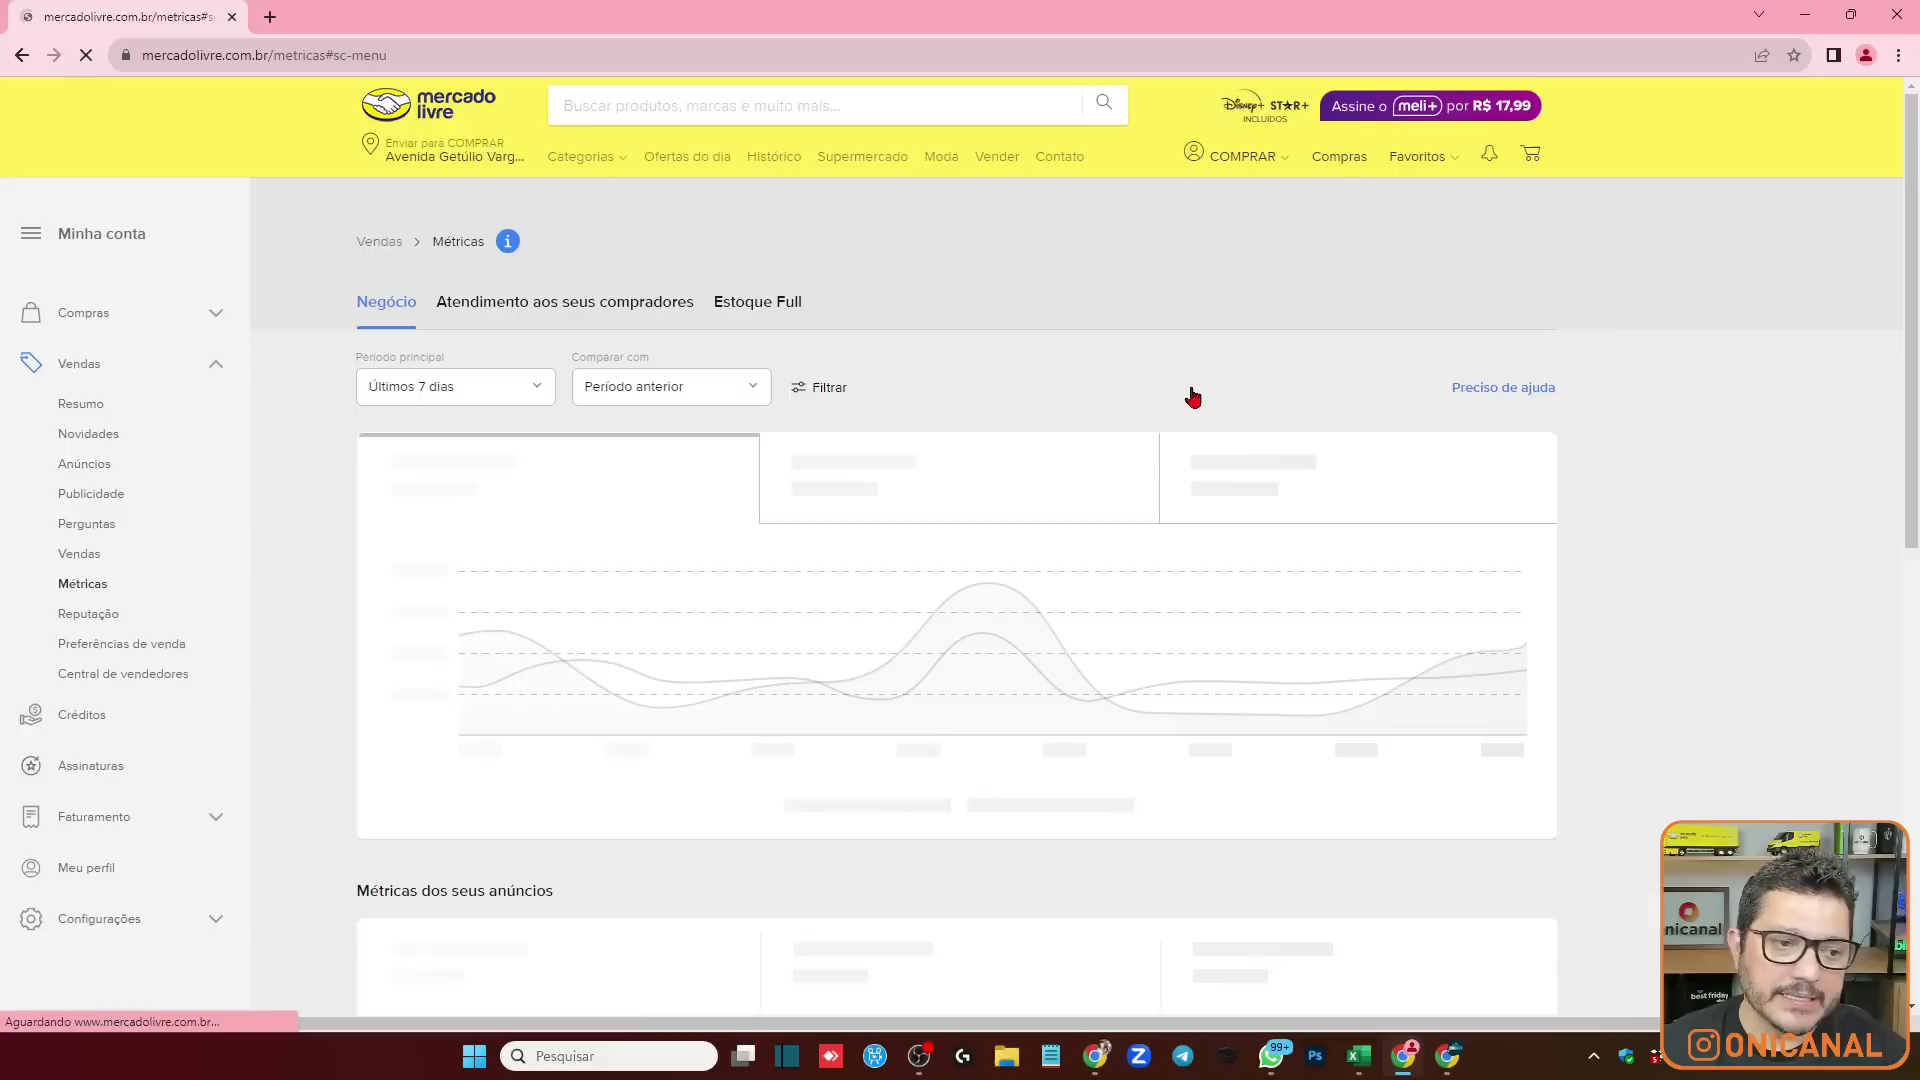 mercadolivre.com.br/metricas#s
mercadolivre.com.br/metricas#sc-menu
mercado
livre
Buscar produtos, marcas e muito mais...
Disney+ STAR+
INCLUÍDOS
Assine o meli+ por R$ 17,99
Enviar para COMPRAR
Avenida Getúlio Varg...
Categorias
Ofertas do dia
Histórico
Supermercado
Moda
Vender
Contato
COMPRAR
Compras
Favoritos
Minha conta
Compras
Vendas
Resumo
Novidades
Anúncios
Publicidade
Perguntas
Vendas
Métricas
Reputação
Preferências de venda
Central de vendedores
Créditos
Assinaturas
Faturamento
Meu perfil
Configurações
Vendas > Métricas
Negócio
Atendimento aos seus compradores
Estoque Full
Período principal
Últimos 7 dias
Comparar com
Período anterior
Filtrar
Preciso de ajuda
Métricas dos seus anúncios
Aguardando www.mercadolivre.com.br...
Pesquisar
99+
Ps
nicanal
best friday
ONICANAL